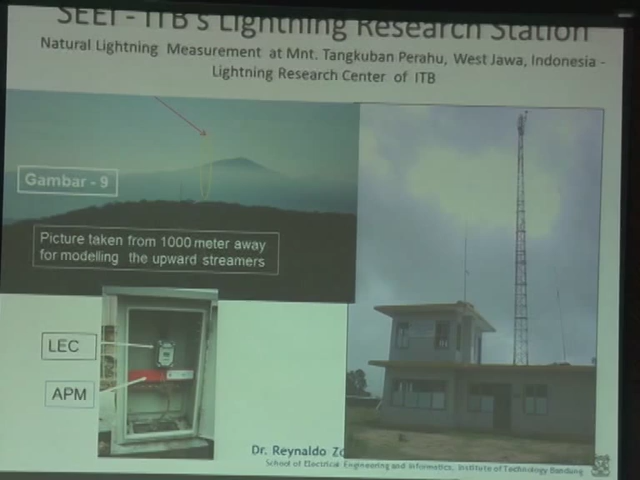 SEEI - ITB's Lightning Research Station
Natural Lightning Measurement at Mnt. Tangkuban Perahu, West Jawa, Indonesia -
Lightning Research Center of ITB
Gambar - 9
Picture taken from 1000 meter away
for modelling the upward streamers
LEC
APM
Dr. Reynaldo
School of Electrical Engineering and Informatics, Institute of Technology Bandung